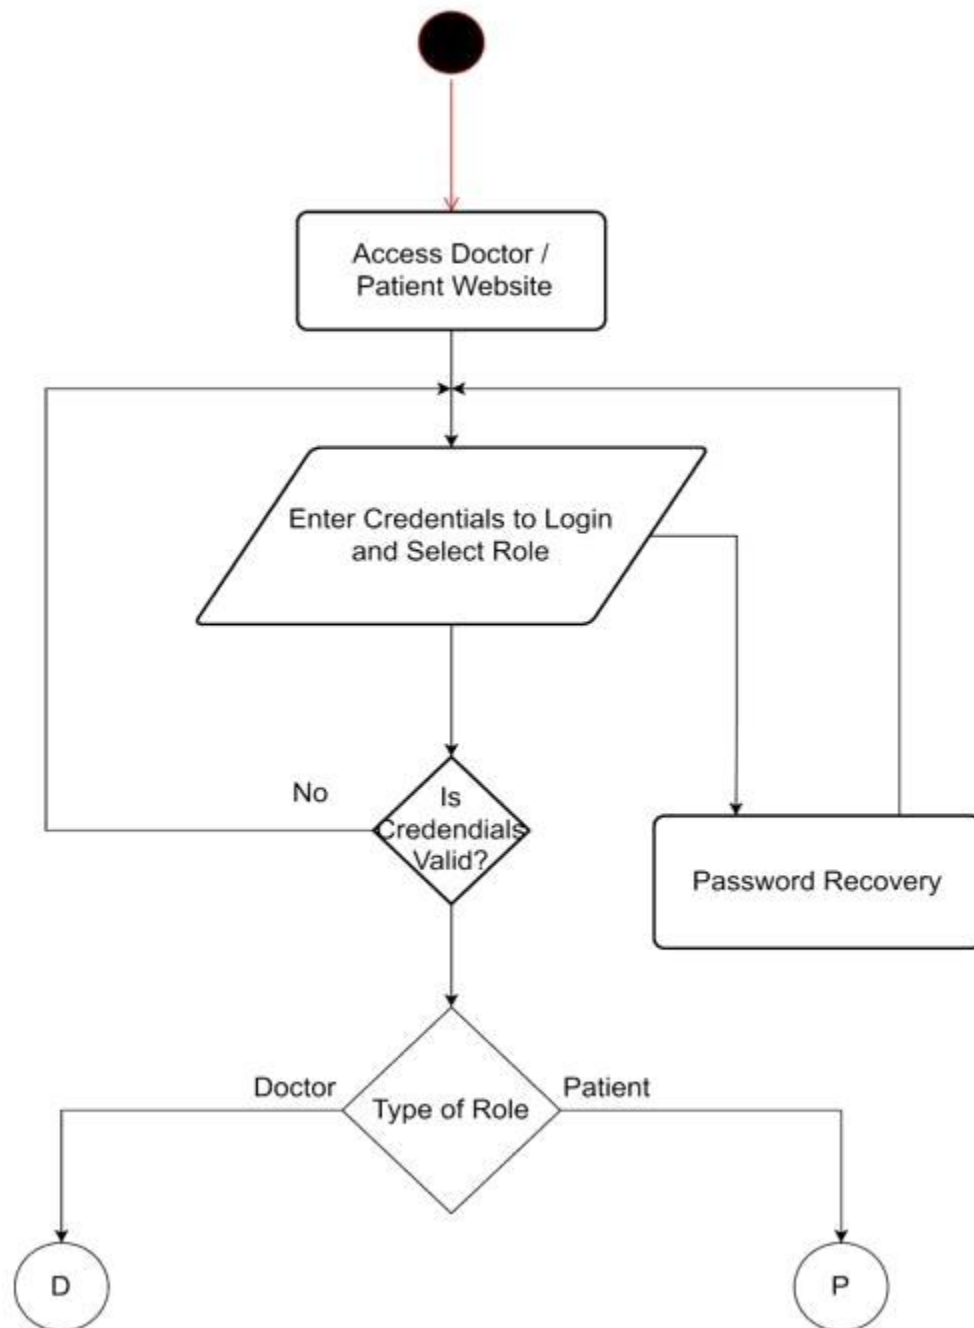 Access Doctor /
Patient Website
Enter Credentials to Login
and Select Role
No
Is
Credendials
Valid?
Password Recovery
Doctor
Type of Role
Patient
D
P